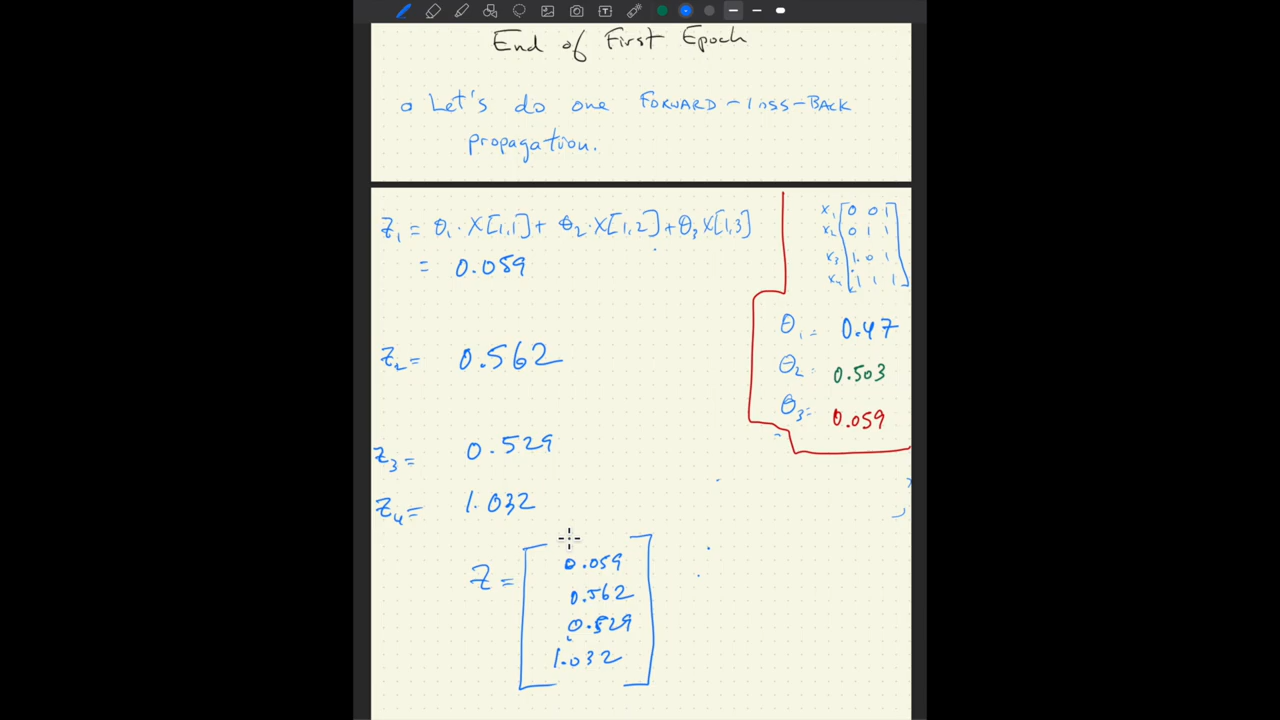 End of First Epoch
Let's do one FORWARD-loss-BACK
propagation.
Z₁ = θ₁·X[1,1] + θ₂·X[1,2] + θ₃X[1,3]
= 0.059
Z₂ = 0.562
Z₃ = 0.529
Z₄ = 1.032
Z =
0.059
0.562
0.529
1.032
x₁ 0 0 1
x₂ 0 1 1
x₃ 1 0 1
x₄ 1 1 1
θ₁ = 0.47
θ₂ = 0.503
θ₃ = 0.059